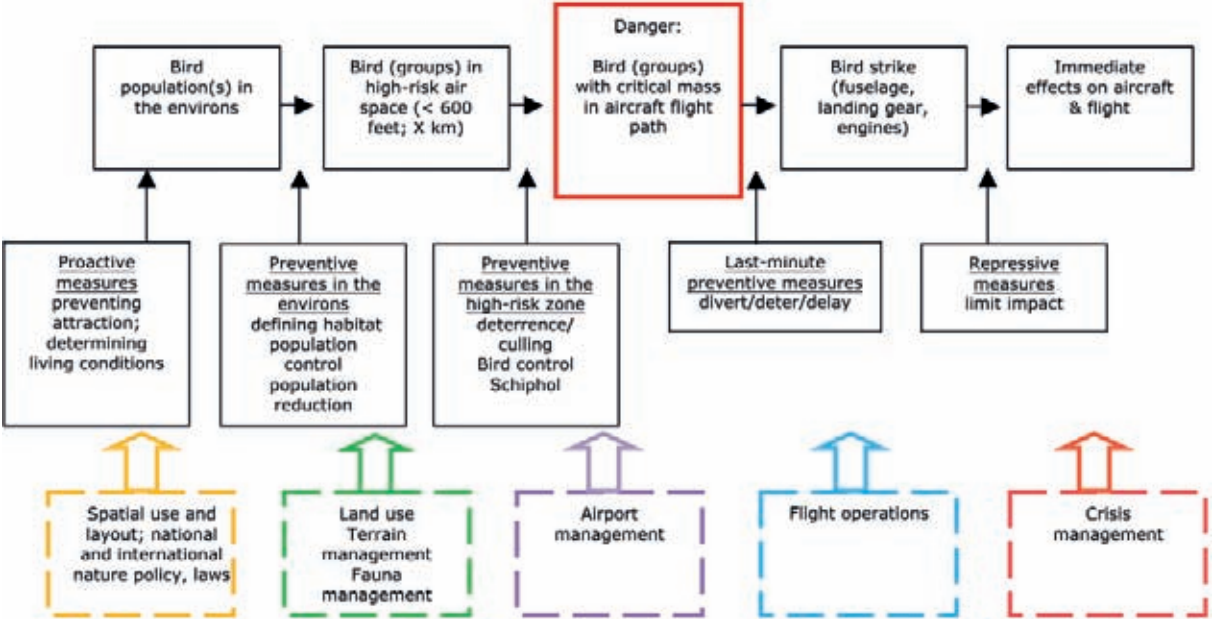 Bird
population(s) in
the environs
Bird (groups) in
high-risk air
space (< 600
feet; X km)
Danger:
Bird (groups)
with critical mass
in aircraft flight
path
Bird strike
(fuselage,
landing gear,
engines)
Immediate
effects on aircraft
& flight
Proactive
measures
preventing
attraction;
determining
living conditions
Preventive
measures in the
environs
defining habitat
population
control
population
reduction
Preventive
measures in the
high-risk zone
deterrence/
culling
Bird control
Schiphol
Last-minute
preventive measures
divert/deter/delay
Repressive
measures
limit impact
Spatial use and
layout; national
and international
nature policy, laws
Land use
Terrain
management
Fauna
management
Airport
management
Flight operations
Crisis
management